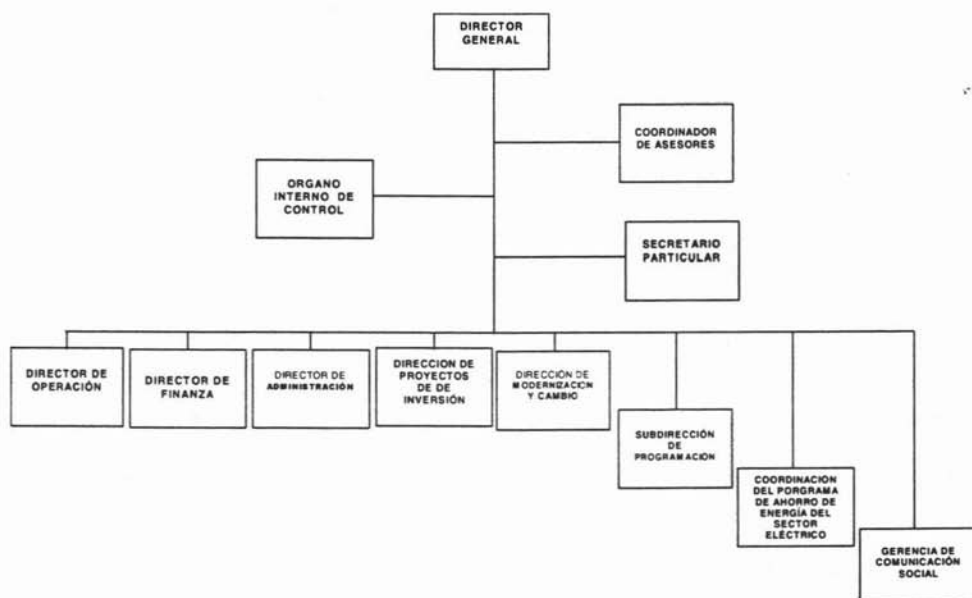 DIRECTOR
GENERAL
COORDINADOR
DE ASESORES
ORGANO
INTERNO DE
CONTROL
SECRETARIO
PARTICULAR
DIRECTOR DE
OPERACIÓN
DIRECTOR DE
FINANZA
DIRECTOR DE
ADMINISTRACIÓN
DIRECCION DE
PROYECTOS
DE DE
INVERSIÓN
DIRECCIÓN DE
MODERNIZACION
Y CAMBIO
SUBDIRECCIÓN
DE
PROGRAMACIÓN
COORDINACION
DEL PORGRAMA
DE AHORRO DE
ENERGÍA DEL
SECTOR
ELÉCTRICO
GERENCIA DE
COMUNICACIÓN
SOCIAL